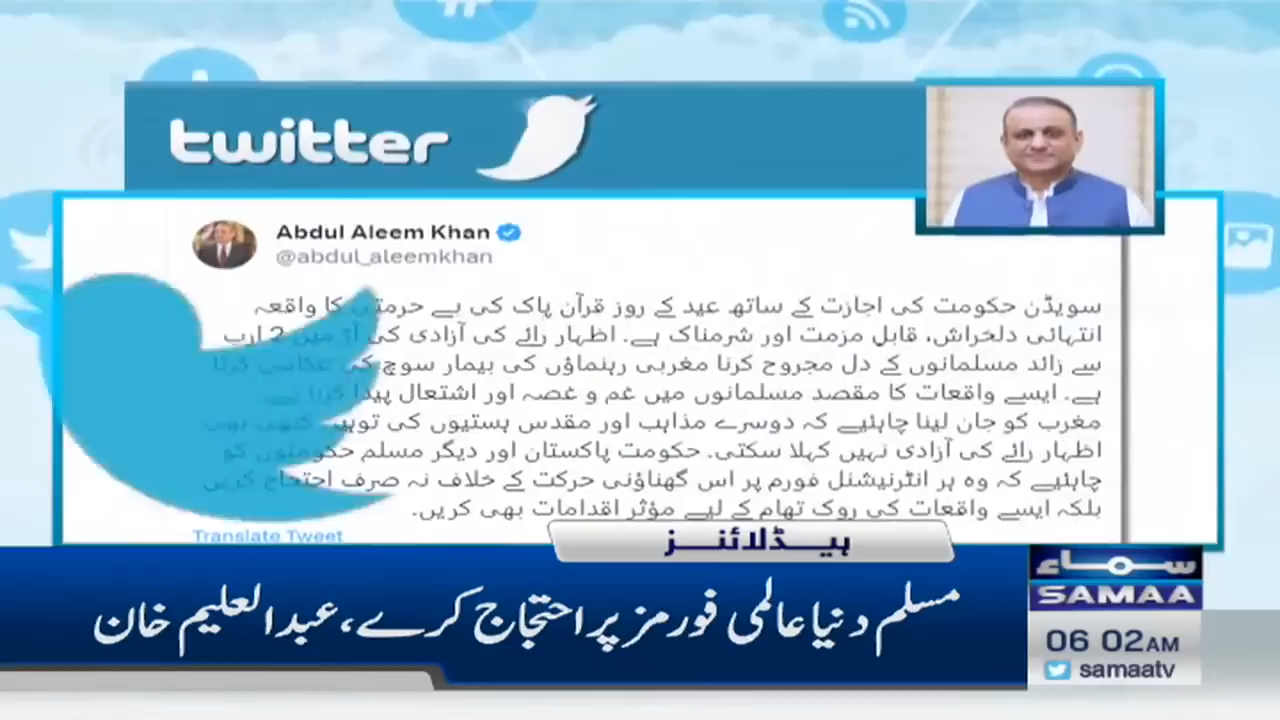 twitter
Abdul Aleem Khan
@abdul_aleemkhan
سویڈن حکومت کی اجازت کے ساتھ عید کے روز قرآن پاک کی بے حرمتی کا واقعہ
انتہائی دلخراش، قابل مزمت اور شرمناک ہے۔ اظہار رائے کی آزادی کی آڑ میں 2 ارب
سے زائد مسلمانوں کے دل مجروح کرنا مغربی رہنماؤں کی بیمار سوچ کی عکاسی کرتا
ہے۔ ایسے واقعات کا مقصد مسلمانوں میں غم و غصہ اور اشتعال پیدا کرنا ہے۔
مغرب کو جان لینا چاہئیے کہ دوسرے مذاہب اور مقدس ہستیوں کی توہین کبھی بھی
اظہار رائے کی آزادی نہیں کہلا سکتی۔ حکومت پاکستان اور دیگر مسلم حکومتوں کو
چاہئیے کہ وہ ہر انٹرنیشنل فورم پر اس گھناؤنی حرکت کے خلاف نہ صرف احتجاج کریں
بلکہ ایسے واقعات کی روک تھام کے لیے مؤثر اقدامات بھی کریں۔
Translate Tweet
ہیڈلائنز
مسلم دنیا عالمی فورمز پر احتجاج کرے، عبدالعلیم خان
سماء
SAMAA
06 02AM
samaatv